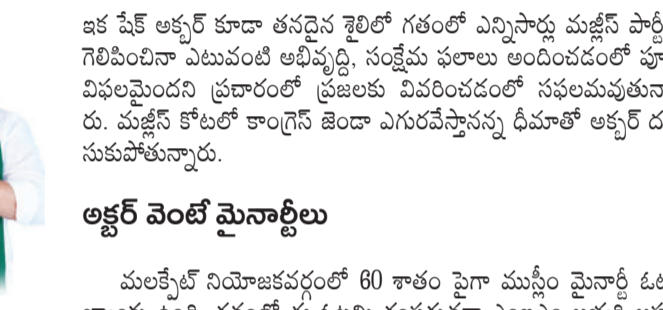 ఇక షేక్ అక్బర్ కూడా తనదైన శైలిలో గతంలో ఎన్నిసార్లు మజ్లీస్ పార్టీ
గెలిపించినా ఎటువంటి అభివృద్ది, సంక్షేమ ఫలాలు అందించడంలో పూ
విఫలమైందని ప్రచారంలో ప్రజలకు వివరించడంలో సఫలమవుతున్నా
రు. మజ్లీస్ కోటలో కాంగ్రెస్ జెండా ఎగురవేస్తానన్న ధీమాతో అక్బర్ దూ
సుకుపోతున్నారు.
అక్బర్ వెంటే మైనార్టీలు
మలక్పేట్ నియోజకవర్గంలో 60 శాతం పైగా ముస్లీం మైనార్టీ